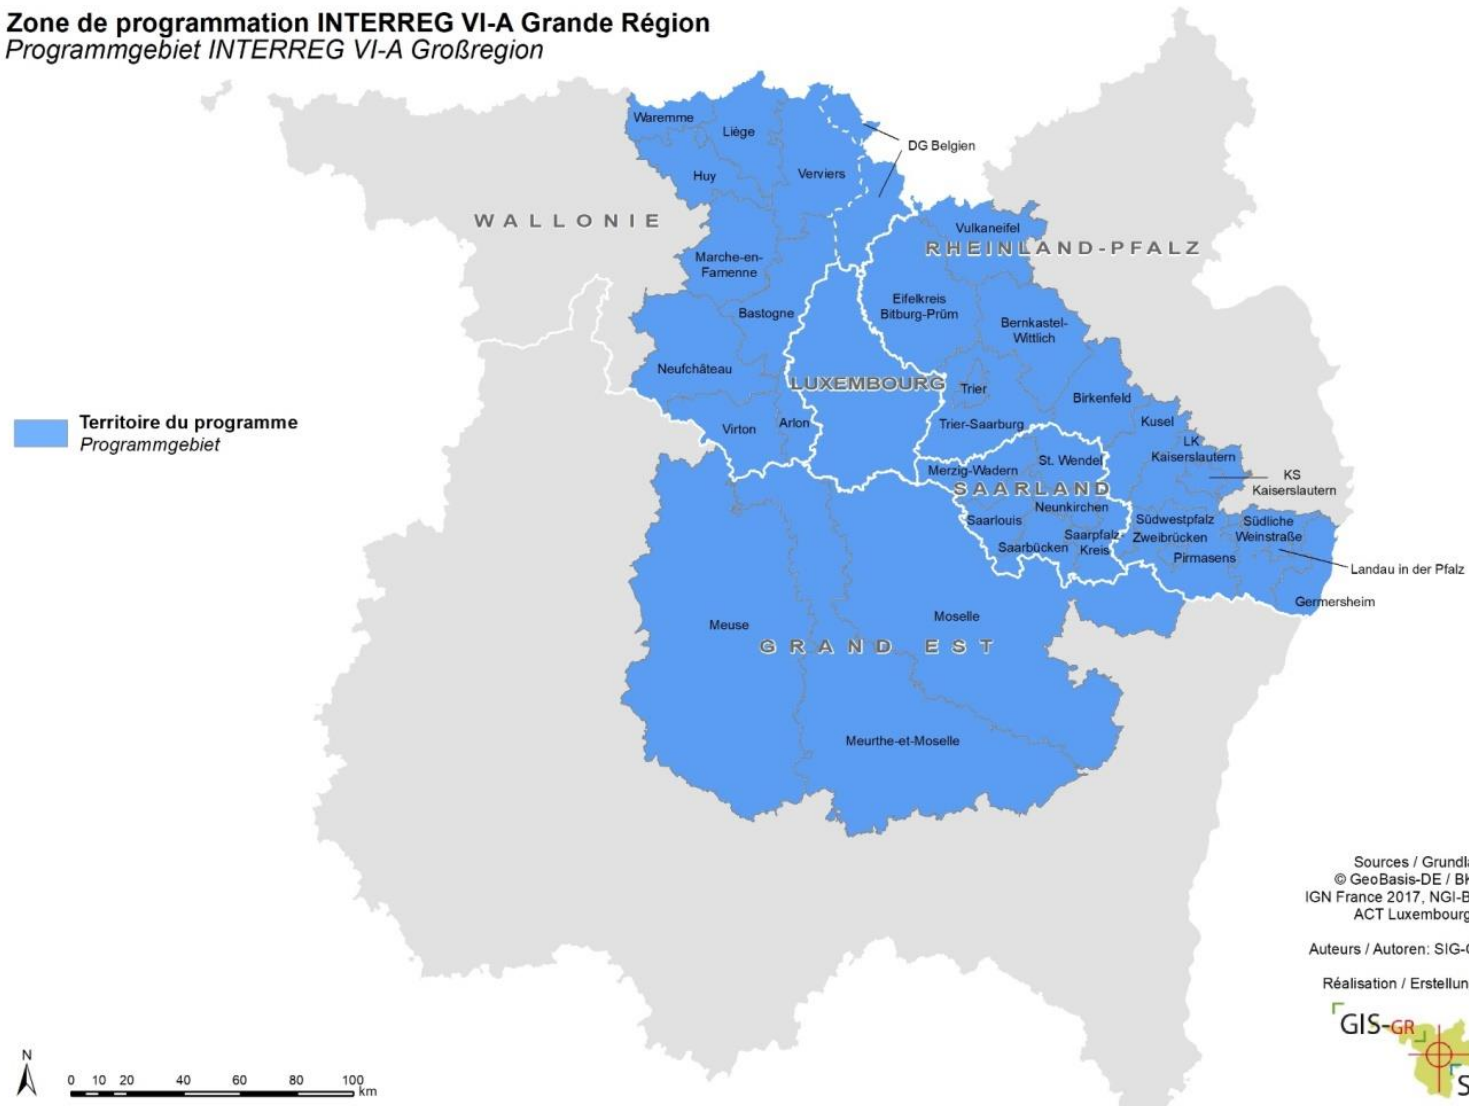 Zone de programmation INTERREG VI-A Grande Région
Programmgebiet INTERREG VI-A Großregion
Waremme
Liège
DG Belgien
Huy
Verviers
WALLONIE
Vulkaneifel
RHEINLAND-PFALZ
Marche-en-
Famenne
Eifelkreis
Bitburg-Prüm
Bastogne
Bernkastel-
Wittlich
Neufchâteau
LUXEMBOURG
Trier
Birkenfeld
Territoire du programme
Programmgebiet
Virton
Arlon
Trier-Saarburg
Kusel
LK
Kaiserslautern
Merzig-Wadern
St. Wendel
KS
Kaiserslautern
SAARLAND
Neunkirchen
Saarlouis
Südwestpfalz
Südliche
Weinstraße
Saarbücken
Saarpfalz-
Kreis
Zweibrücken
Pirmasens
Landau in der Pfalz
Germersheim
Meuse
Moselle
GRAND EST
Meurthe-et-Moselle
Sources / Grundla
© GeoBasis-DE / BK
IGN France 2017, NGI-B
ACT Luxembourg
Auteurs / Autoren: SIG-G
Réalisation / Erstellun
GIS-GR
S
N
0 10 20 40 60 80 100
km